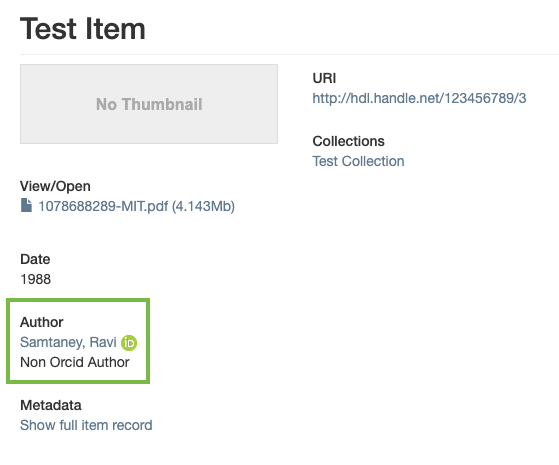 Test Item
No Thumbnail
View/Open
1078688289-MIT.pdf (4.143Mb)
Date
1988
Author
Samtaney, Ravi iD
Non Orcid Author
Metadata
Show full item record
URI
http://hdl.handle.net/123456789/3
Collections
Test Collection